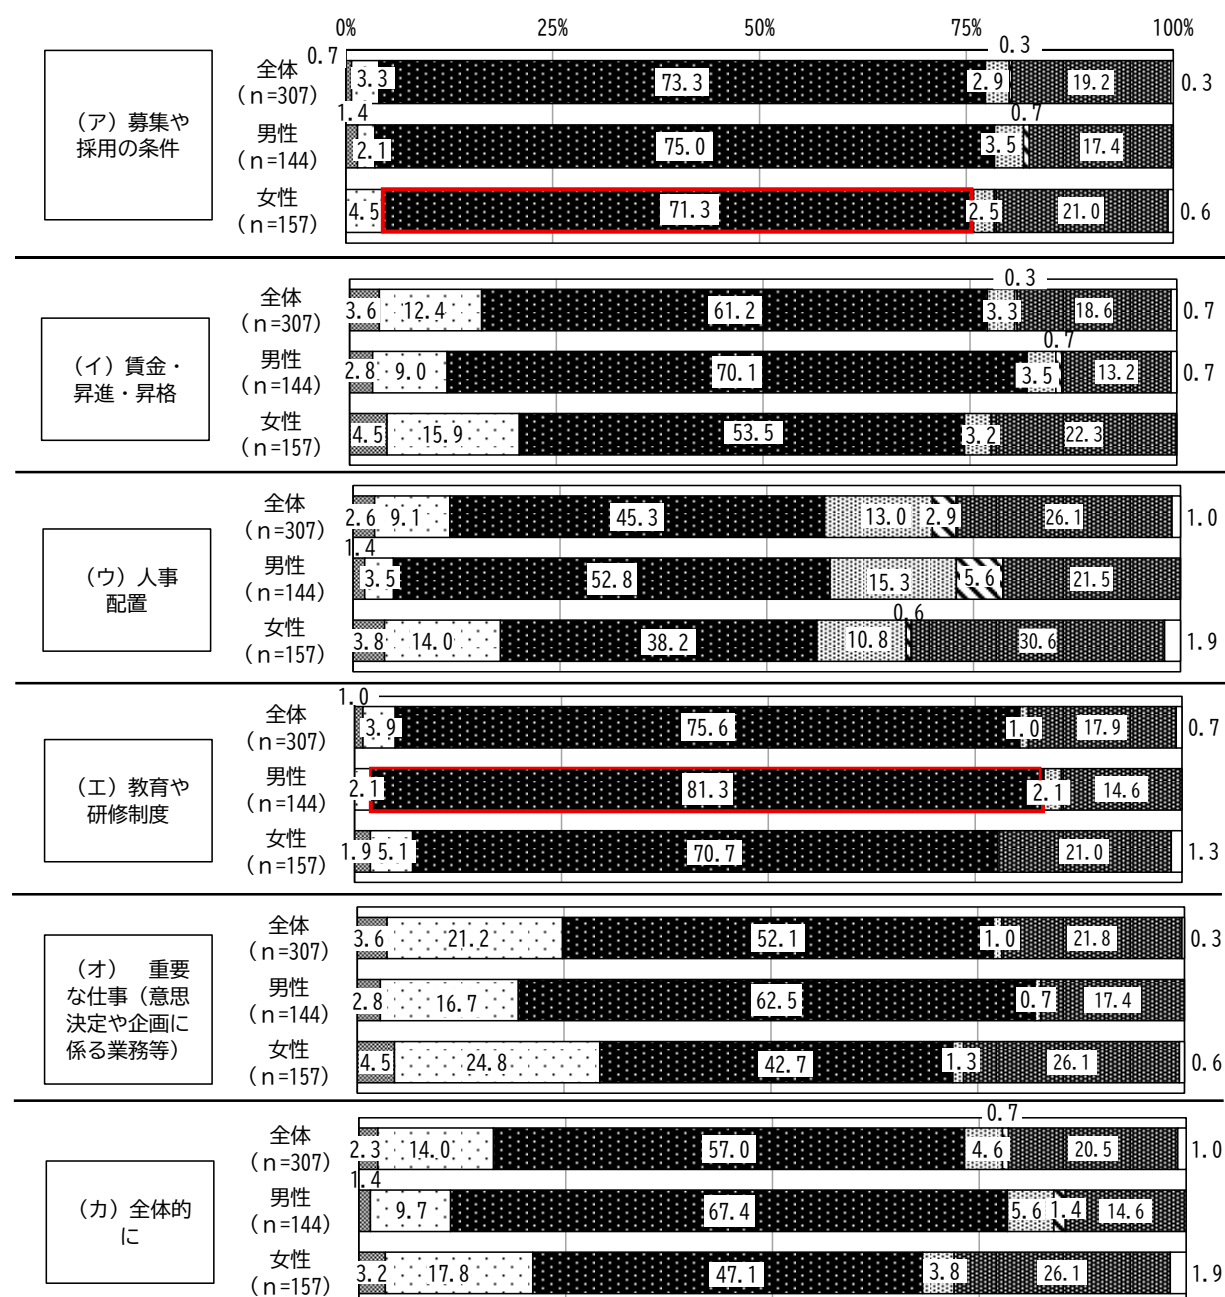 0% 25% 50% 75% 100%
（ア）募集や
採用の条件
0.7 0.3
全体
（ｎ=307）
3.3 73.3 2.9 19.2 0.3
1.4 0.7
男性
（ｎ=144）
2.1 75.0 3.5 17.4
女性
（ｎ=157）
4.5 71.3 2.5 21.0 0.6
（イ）賃金・
昇進・昇格
0.3
全体
（ｎ=307）
3.6 12.4 61.2 3.3 18.6 0.7
0.7
男性
（ｎ=144）
2.8 9.0 70.1 3.5 13.2 0.7
女性
（ｎ=157）
4.5 15.9 53.5 3.2 22.3
（ウ）人事
配置
全体
（ｎ=307）
2.6 9.1 45.3 13.0 2.9 26.1 1.0
1.4
男性
（ｎ=144）
3.5 52.8 15.3 5.6 21.5
0.6
女性
（ｎ=157）
3.8 14.0 38.2 10.8 30.6 1.9
（エ）教育や
研修制度
1.0
全体
（ｎ=307）
3.9 75.6 1.0 17.9 0.7
男性
（ｎ=144）
2.1 81.3 2.1 14.6
女性
（ｎ=157）
1.9 5.1 70.7 21.0 1.3
（オ）　重要
な仕事（意思
決定や企画に
係る業務等）
全体
（ｎ=307）
3.6 21.2 52.1 1.0 21.8 0.3
男性
（ｎ=144）
2.8 16.7 62.5 0.7 17.4
女性
（ｎ=157）
4.5 24.8 42.7 1.3 26.1 0.6
（カ）全体的
に
0.7
全体
（ｎ=307）
2.3 14.0 57.0 4.6 20.5 1.0
1.4
男性
（ｎ=144）
9.7 67.4 5.6 1.4 14.6
女性
（ｎ=157）
3.2 17.8 47.1 3.8 26.1 1.9